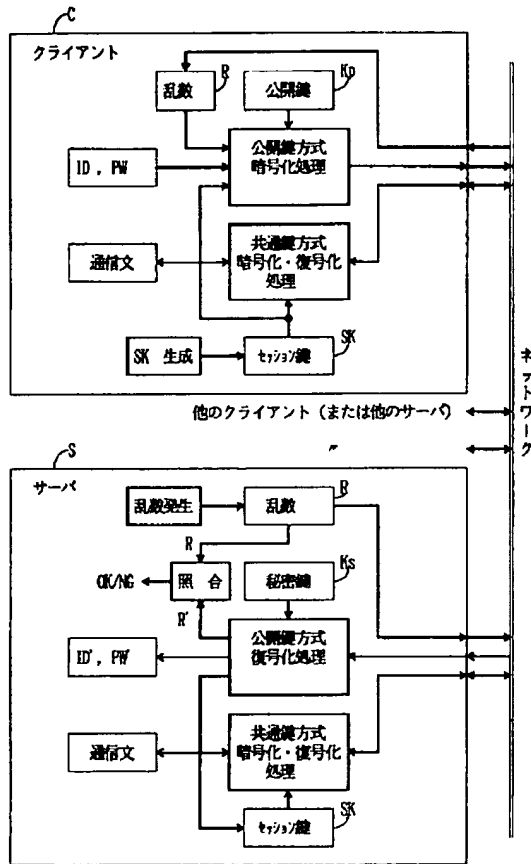 C
クライアント
R
Kp
乱数
公開鍵
公開鍵方式
暗号化処理
ID , PW
共通鍵方式
暗号化・復号化
処理
通信文
SK
SK 生成
セッション鍵
ネットワーク
他のクライアント (または他のサーバ)
S
サーバ
R
乱数発生
乱数
R
Ks
OK/NG
照 合
秘密鍵
R'
公開鍵方式
復号化処理
ID' , PW'
共通鍵方式
暗号化・復号化
処理
通信文
SK
セッション鍵